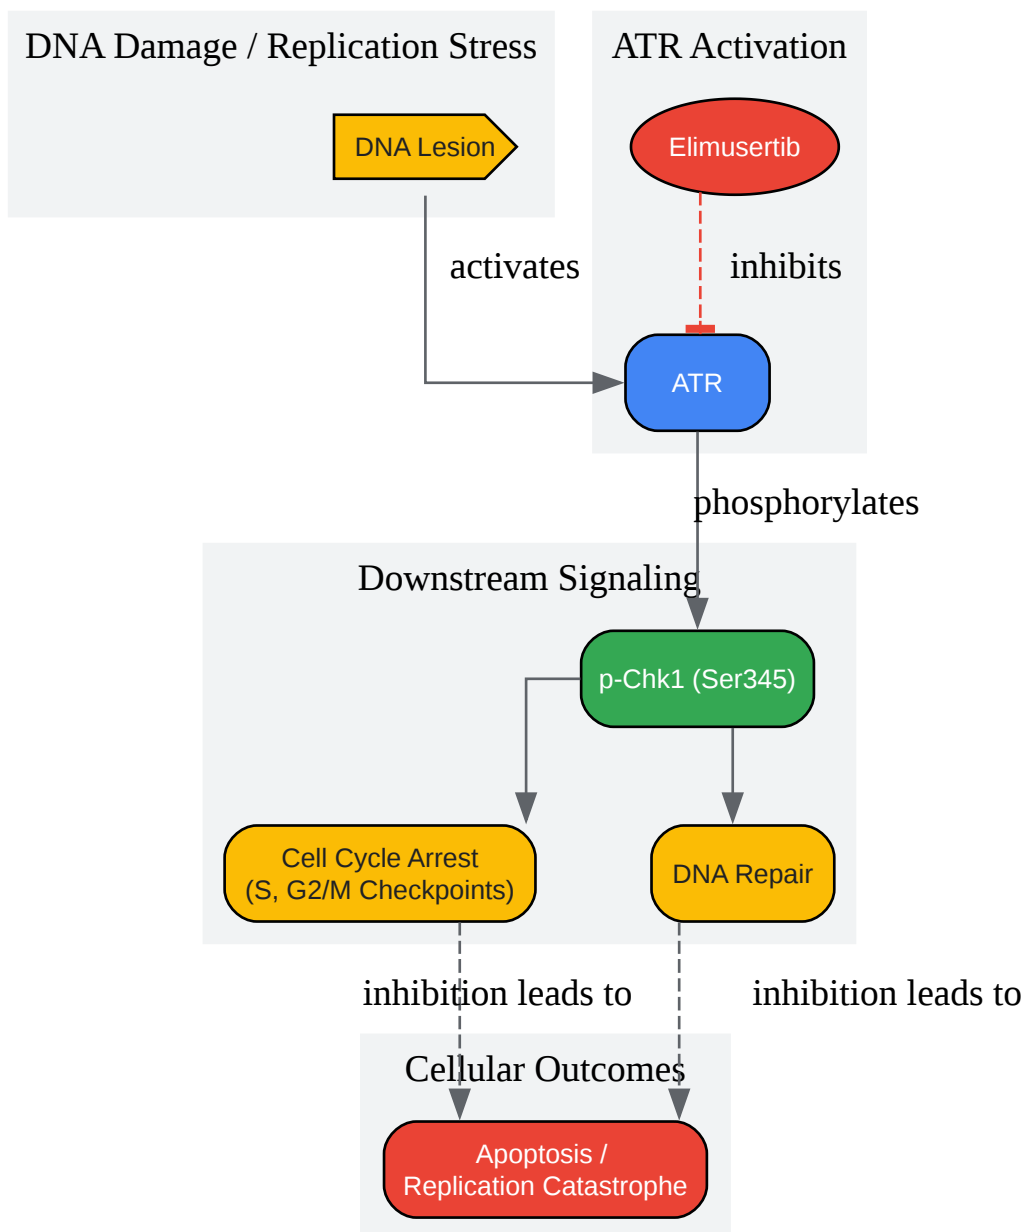 DNA Damage / Replication Stress
ATR Activation
DNA Lesion
Elimusertib
activates
inhibits
ATR
phosphorylates
Downstream Signaling
p-Chk1 (Ser345)
Cell Cycle Arrest
(S, G2/M Checkpoints)
DNA Repair
inhibition leads to
inhibition leads to
Cellular Outcomes
Apoptosis /
Replication Catastrophe